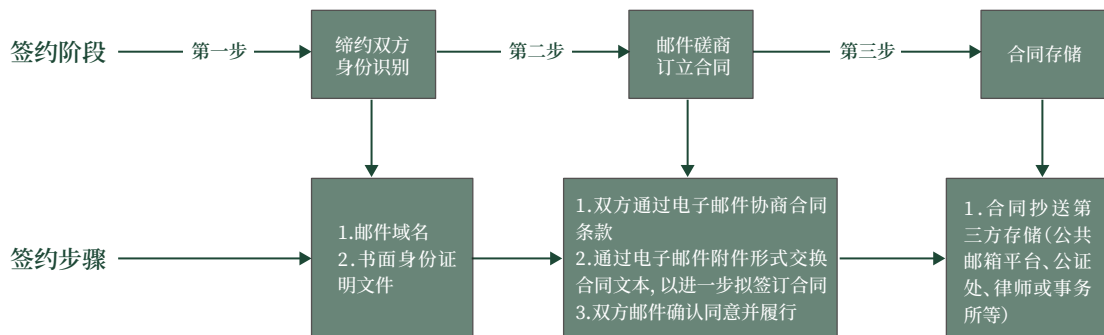 签约阶段
第一步
缔约双方
身份识别
第二步
邮件磋商
订立合同
第三步
合同存储
签约步骤
1.邮件域名
2.书面身份证
明文件
1.双方通过电子邮件协商合同
条款
2.通过电子邮件附件形式交换
合同文本,以进一步拟签订合同
3.双方邮件确认同意并履行
1.合同抄送第
三方存储(公共
邮箱平台、公证
处、律师或事务
所等)